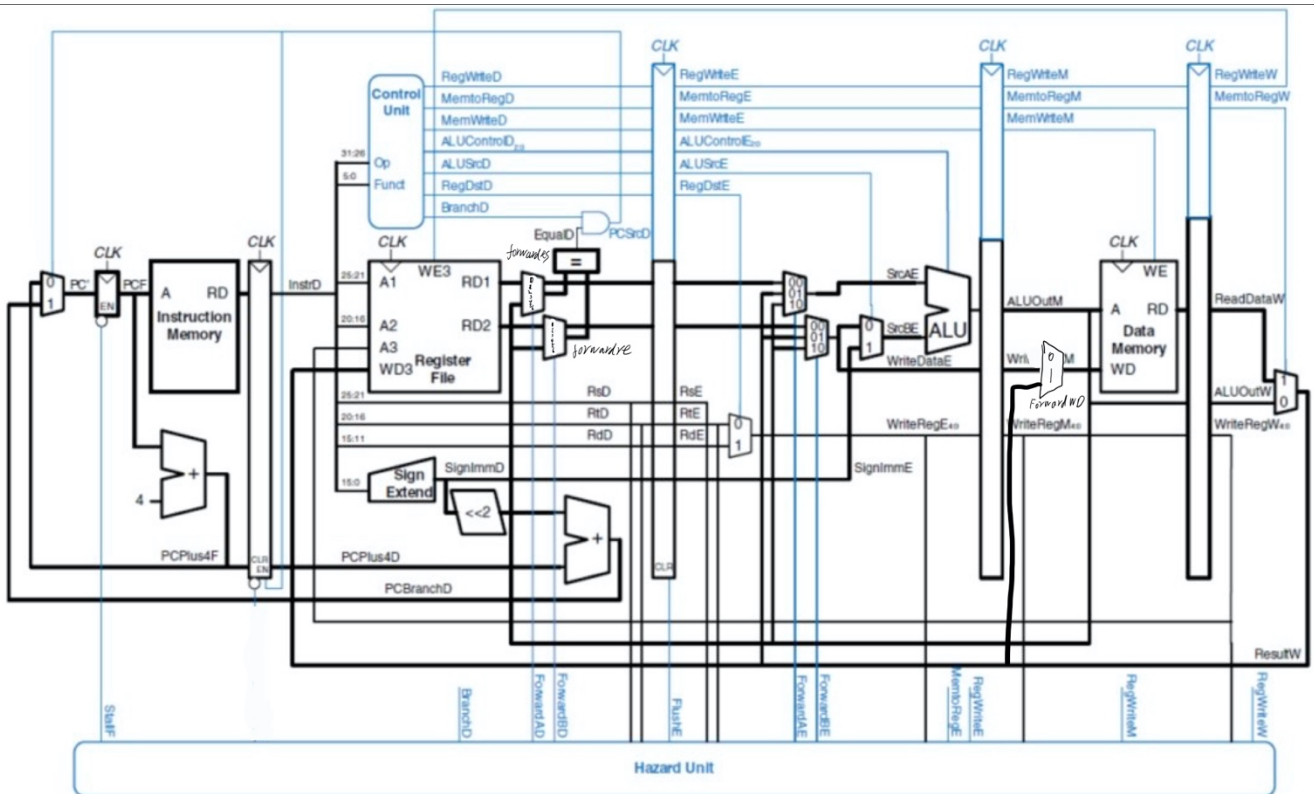 CLK CLK CLK
RegWriteD RegWriteE RegWriteM RegWriteW
Control Unit
MemtoRegD MemtoRegE MemtoRegM MemtoRegW
MemWriteD MemWriteE MemWriteM
ALUControlD2:0 ALUControlE2:0
31:26 Op ALUSrcD ALUSrcE
5:0 Funct RegDstD RegDstE
BranchD
EqualD PCSrcD
CLK CLK CLK CLK
forwardrs
WE3 = WE
0 1 PC' EN PCF A RD InstrD 25:21 A1 RD1 00 01 10 SrcAE ALUOutM A RD ReadDataW
Instruction Memory
20:16 A2 RD2 00 01 10 0 1 SrcBE ALU Data Memory
A3 forwardre WriteDataE Wri M 0 1 WD
WD3 Register File 1 0
ForwardWD
25:21 RsD RsE ALUOutW
20:16 RtD RtE 0 WriteRegE4:0 WriteRegM4:0 WriteRegW4:0
15:11 RdD RdE 1
+ 4
15:0 Sign Extend SignImmD SignImmE
<<2
+
PCPlus4F CLR EN PCPlus4D CLR
PCBranchD
ResultW
StallF BranchD ForwardAD ForwardBD FlushE ForwardAE ForwardBE MemtoRegE RegWriteE RegWriteM RegWriteW
Hazard Unit